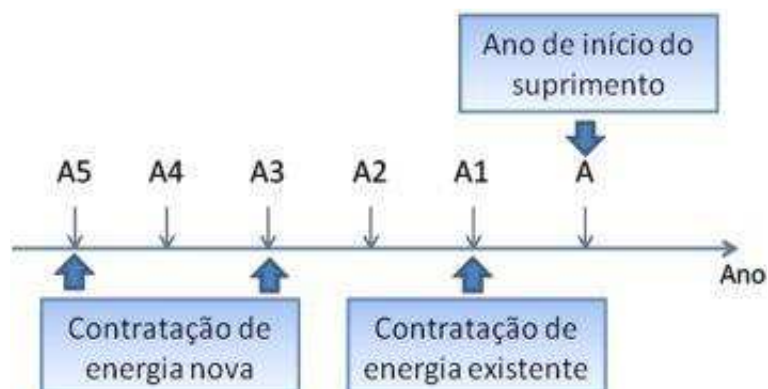 Ano de início do
suprimento
A5 A4 A3 A2 A1 A
Ano
Contratação de
energia nova
Contratação de
energia existente